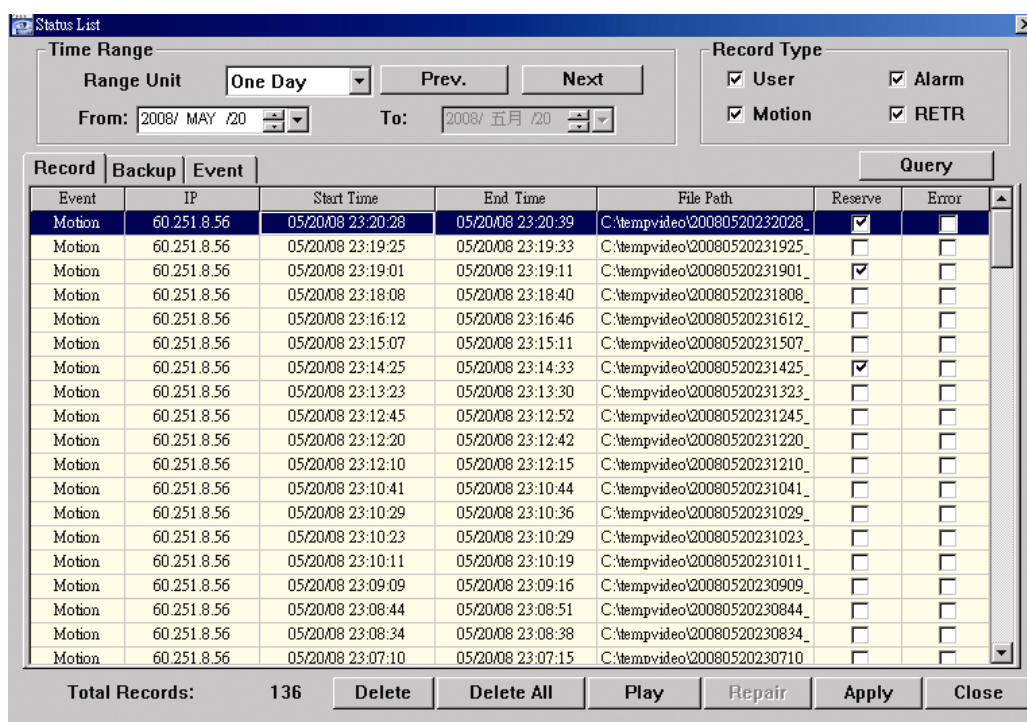 Status List
Time Range
Record Type
Range Unit One Day Prev. Next
User Alarm
From: 2008/ MAY /20 To: 2008/ 五月 /20
Motion RETR
Record Backup Event Query
Event IP Start Time End Time File Path Reserve Error
Motion 60.251.8.56 05/20/08 23:20:28 05/20/08 23:20:39 C:\tempvideo\20080520232028_
Motion 60.251.8.56 05/20/08 23:19:25 05/20/08 23:19:33 C:\tempvideo\20080520231925_
Motion 60.251.8.56 05/20/08 23:19:01 05/20/08 23:19:11 C:\tempvideo\20080520231901_
Motion 60.251.8.56 05/20/08 23:18:08 05/20/08 23:18:40 C:\tempvideo\20080520231808_
Motion 60.251.8.56 05/20/08 23:16:12 05/20/08 23:16:46 C:\tempvideo\20080520231612_
Motion 60.251.8.56 05/20/08 23:15:07 05/20/08 23:15:11 C:\tempvideo\20080520231507_
Motion 60.251.8.56 05/20/08 23:14:25 05/20/08 23:14:33 C:\tempvideo\20080520231425_
Motion 60.251.8.56 05/20/08 23:13:23 05/20/08 23:13:30 C:\tempvideo\20080520231323_
Motion 60.251.8.56 05/20/08 23:12:45 05/20/08 23:12:52 C:\tempvideo\20080520231245_
Motion 60.251.8.56 05/20/08 23:12:20 05/20/08 23:12:42 C:\tempvideo\20080520231220_
Motion 60.251.8.56 05/20/08 23:12:10 05/20/08 23:12:15 C:\tempvideo\20080520231210_
Motion 60.251.8.56 05/20/08 23:10:41 05/20/08 23:10:44 C:\tempvideo\20080520231041_
Motion 60.251.8.56 05/20/08 23:10:29 05/20/08 23:10:36 C:\tempvideo\20080520231029_
Motion 60.251.8.56 05/20/08 23:10:23 05/20/08 23:10:29 C:\tempvideo\20080520231023_
Motion 60.251.8.56 05/20/08 23:10:11 05/20/08 23:10:19 C:\tempvideo\20080520231011_
Motion 60.251.8.56 05/20/08 23:09:09 05/20/08 23:09:16 C:\tempvideo\20080520230909_
Motion 60.251.8.56 05/20/08 23:08:44 05/20/08 23:08:51 C:\tempvideo\20080520230844_
Motion 60.251.8.56 05/20/08 23:08:34 05/20/08 23:08:38 C:\tempvideo\20080520230834_
Motion 60.251.8.56 05/20/08 23:07:10 05/20/08 23:07:15 C:\tempvideo\20080520230710
Total Records: 136 Delete Delete All Play Repair Apply Close